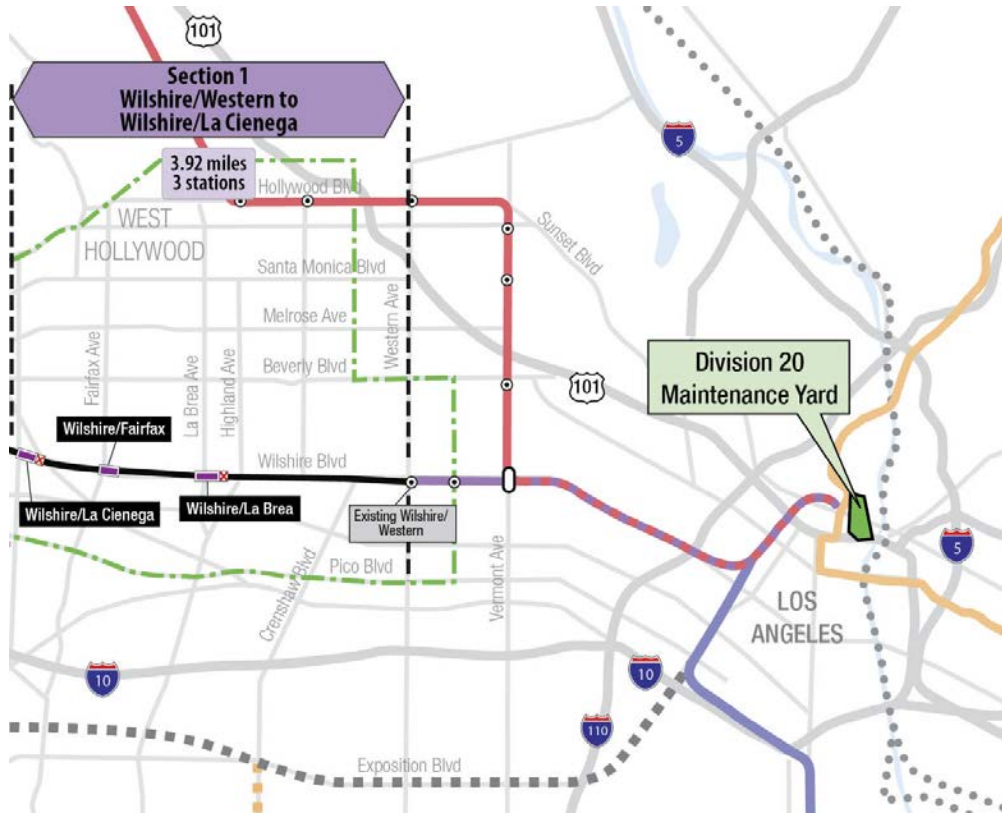 101
Section 1
Wilshire/Western to
Wilshire/La Cienega
5
3.92 miles
3 stations
Hollywood Blvd
WEST
HOLLYWOOD
Sunset Blvd
Santa Monica Blvd
Western Ave
Melrose Ave
Fairfax Ave
La Brea Ave
Highland Ave
Beverly Blvd
101
Division 20
Maintenance Yard
Wilshire/Fairfax
Wilshire Blvd
Wilshire/La Cienega
Wilshire/La Brea
Existing Wilshire/
Western
5
Pico Blvd
Crenshaw Blvd
Vermont Ave
LOS
ANGELES
10
10
110
Exposition Blvd